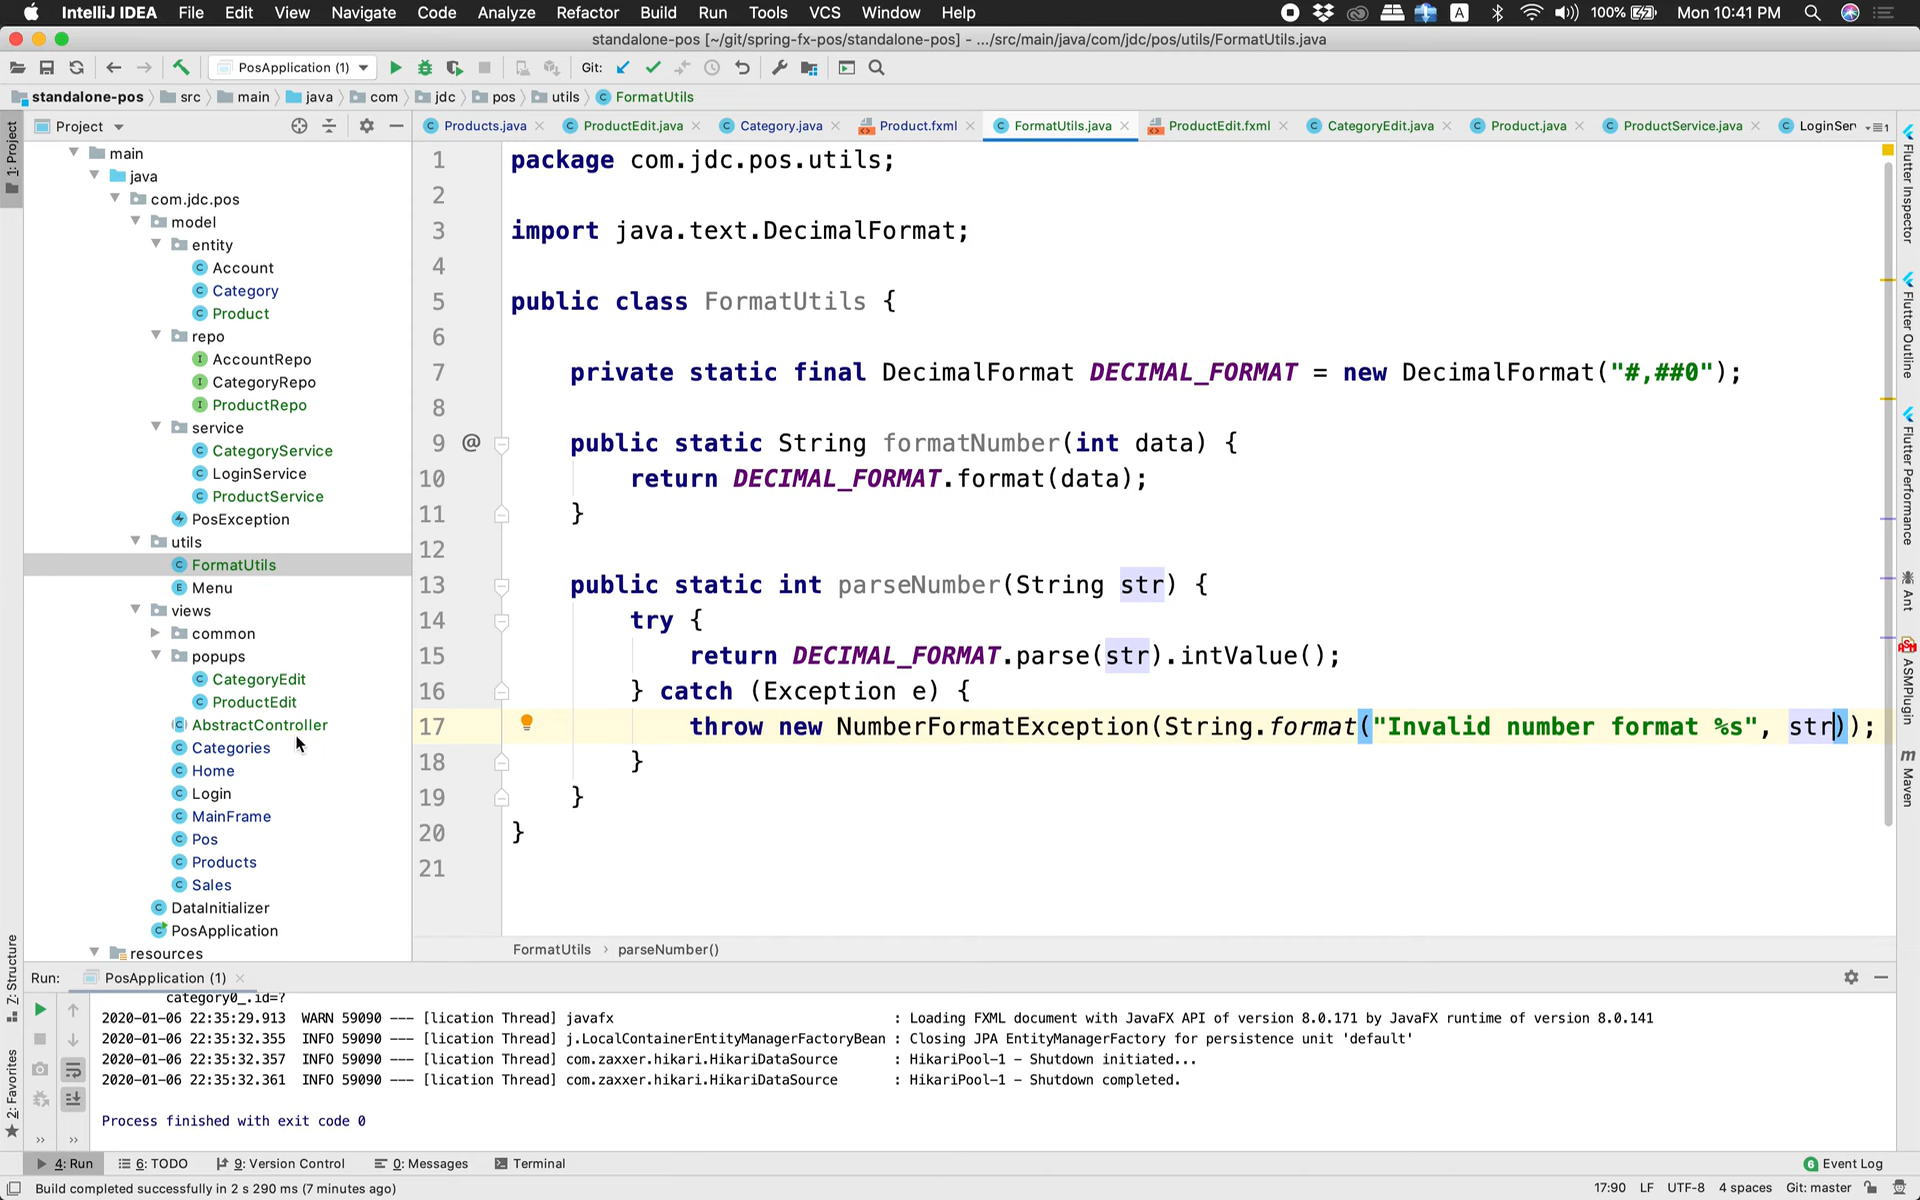 IntelliJ IDEA File Edit View Navigate Code Analyze Refactor Build Run Tools VCS Window Help A 100% Mon 10:41 PM
standalone-pos [~/git/spring-fx-pos/standalone-pos] - .../src/main/java/com/jdc/pos/utils/FormatUtils.java
PosApplication (1) Git:
standalone-pos src main java com jdc pos utils FormatUtils
Project
Products.java ProductEdit.java Category.java Product.fxml FormatUtils.java ProductEdit.fxml CategoryEdit.java Product.java ProductService.java LoginSer
1: Project
main
java
com.jdc.pos
model
entity
Account
Category
Product
repo
AccountRepo
CategoryRepo
ProductRepo
service
CategoryService
LoginService
ProductService
PosException
utils
FormatUtils
Menu
views
common
popups
CategoryEdit
ProductEdit
AbstractController
Categories
Home
Login
MainFrame
Pos
Products
Sales
DataInitializer
PosApplication
resources
1 package com.jdc.pos.utils;
2
3 import java.text.DecimalFormat;
4
5 public class FormatUtils {
6
7 private static final DecimalFormat DECIMAL_FORMAT = new DecimalFormat("#,##0");
8
9 @ public static String formatNumber(int data) {
10 return DECIMAL_FORMAT.format(data);
11 }
12
13 public static int parseNumber(String str) {
14 try {
15 return DECIMAL_FORMAT.parse(str).intValue();
16 } catch (Exception e) {
17 throw new NumberFormatException(String.format("Invalid number format %s", str));
18 }
19 }
20 }
21
FormatUtils › parseNumber()
Flutter Inspector
Flutter Outline
Flutter Performance
Ant
ASMPlugin
Maven
Z: Structure
2: Favorites
Run: PosApplication (1)
category0_.id=?
2020-01-06 22:35:29.913 WARN 59090 --- [lication Thread] javafx : Loading FXML document with JavaFX API of version 8.0.171 by JavaFX runtime of version 8.0.141
2020-01-06 22:35:32.355 INFO 59090 --- [lication Thread] j.LocalContainerEntityManagerFactoryBean : Closing JPA EntityManagerFactory for persistence unit 'default'
2020-01-06 22:35:32.357 INFO 59090 --- [lication Thread] com.zaxxer.hikari.HikariDataSource : HikariPool-1 - Shutdown initiated...
2020-01-06 22:35:32.361 INFO 59090 --- [lication Thread] com.zaxxer.hikari.HikariDataSource : HikariPool-1 - Shutdown completed.
Process finished with exit code 0
4: Run 6: TODO 9: Version Control 0: Messages Terminal 6 Event Log
Build completed successfully in 2 s 290 ms (7 minutes ago) 17:90 LF UTF-8 4 spaces Git: master